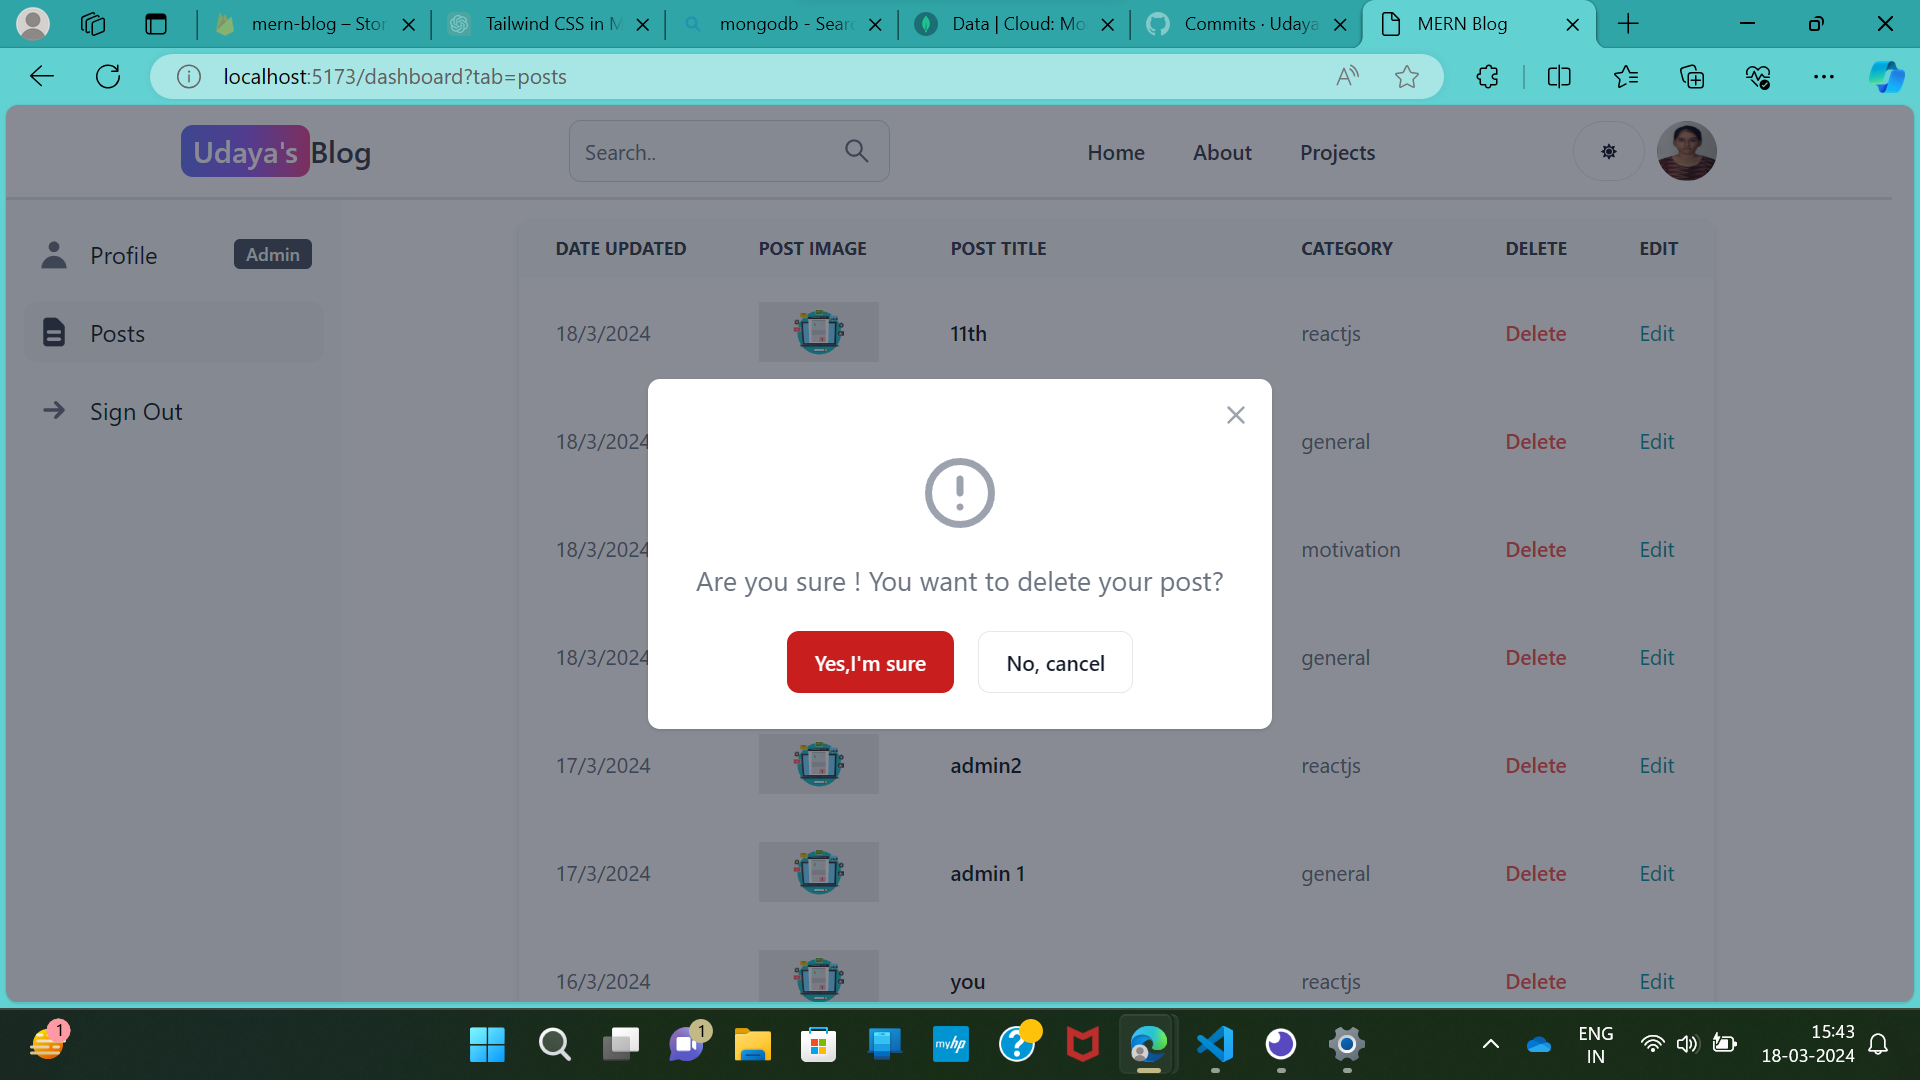 mern-blog – Stor
Tailwind CSS in M
mongodb - Sear
Data | Cloud: Mo
Commits · Udaya
MERN Blog
localhost:5173/dashboard?tab=posts
Udaya's Blog
Search..
Home
About
Projects
Profile
Admin
Posts
Sign Out
DATE UPDATED POST IMAGE POST TITLE CATEGORY DELETE EDIT
18/3/2024 11th reactjs Delete Edit
18/3/2024 general Delete Edit
18/3/2024 motivation Delete Edit
18/3/2024 general Delete Edit
Are you sure ! You want to delete your post?
Yes,I'm sure
No, cancel
17/3/2024 admin2 reactjs Delete Edit
17/3/2024 admin 1 general Delete Edit
16/3/2024 you reactjs Delete Edit
1
1
myhp
ENG
IN
15:43
18-03-2024